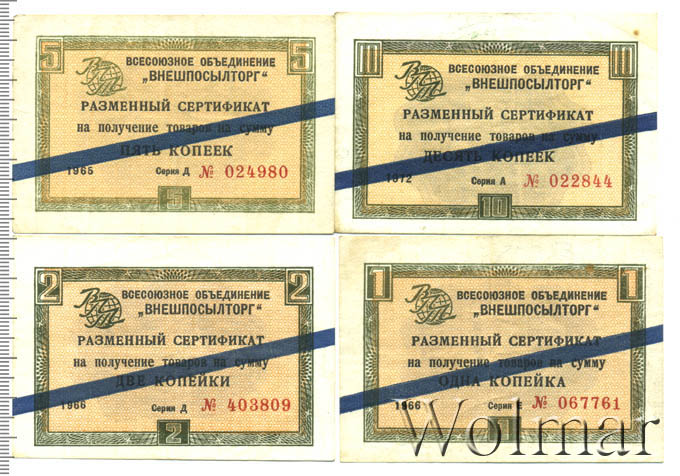 5 5
ВСЕСОЮЗНОЕ ОБЪЕДИНЕНИЕ
„ВНЕШПОСЫЛТОРГ“
РАЗМЕННЫЙ СЕРТИФИКАТ
на получение товаров на сумму
ПЯТЬ КОПЕЕК
1965 Серия Д № 024980
5
10 10
ВСЕСОЮЗНОЕ ОБЪЕДИНЕНИЕ
„ВНЕШПОСЫЛТОРГ“
РАЗМЕННЫЙ СЕРТИФИКАТ
на получение товаров на сумму
ДЕСЯТЬ КОПЕЕК
1972 Серия А № 022844
10
2 2
ВСЕСОЮЗНОЕ ОБЪЕДИНЕНИЕ
„ВНЕШПОСЫЛТОРГ“
РАЗМЕННЫЙ СЕРТИФИКАТ
на получение товаров на сумму
ДВЕ КОПЕЙКИ
1966 Серия Д № 403809
2
1 1
ВСЕСОЮЗНОЕ ОБЪЕДИНЕНИЕ
„ВНЕШПОСЫЛТОРГ“
РАЗМЕННЫЙ СЕРТИФИКАТ
на получение товаров на сумму
ОДНА КОПЕЙКА
1966 Серия Е № 067761
1
Wolmar